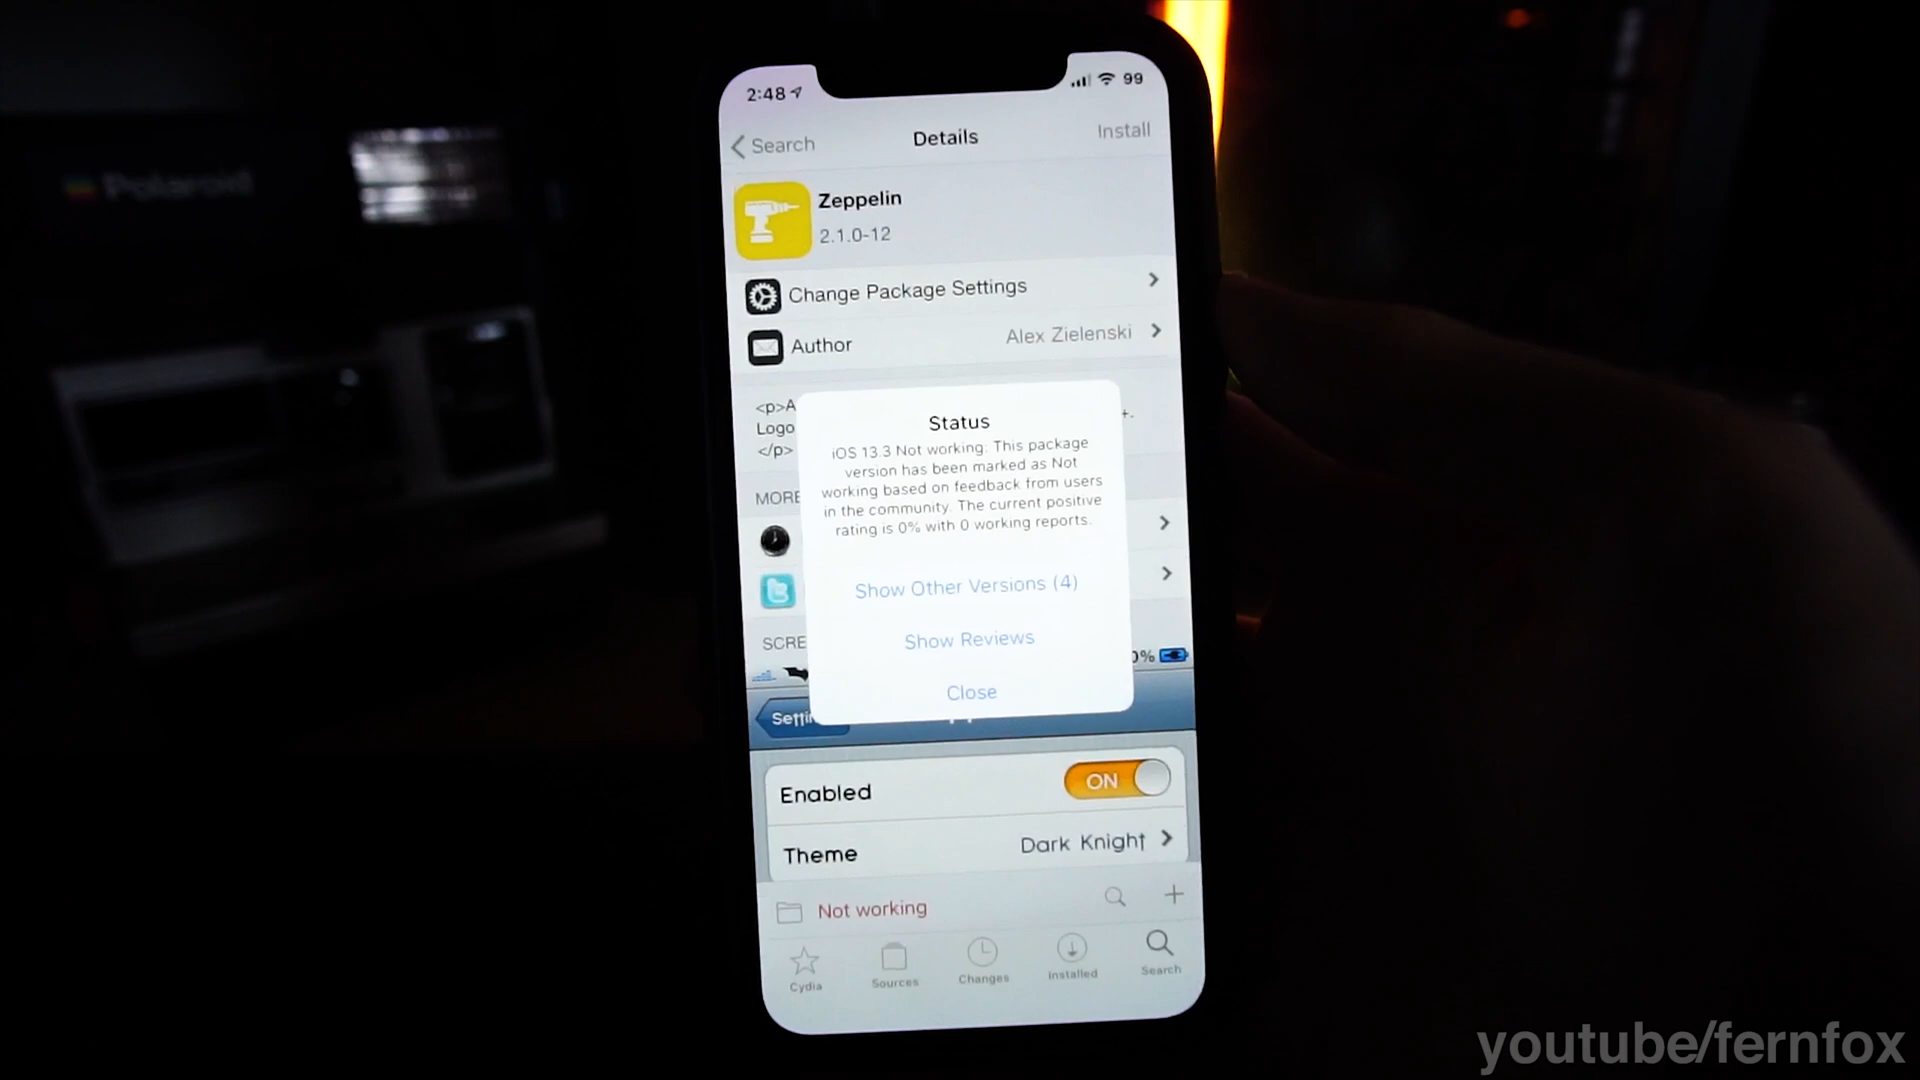 2:48
99
Search
Details
Install
Zeppelin
2.1.0-12
Change Package Settings
Author
Alex Zielenski
<p>A
+.
Logo
</p>
Status
iOS 13.3 Not working: This package
version has been marked as Not
working based on feedback from users
in the community. The current positive
rating is 0% with 0 working reports.
MORE
Show Other Versions (4)
Show Reviews
SCRE
0%
Close
Settin
Enabled
ON
Theme
Dark Knight
Not working
Cydia
Sources
Changes
Installed
Search
Polaroid
youtube/fernfox